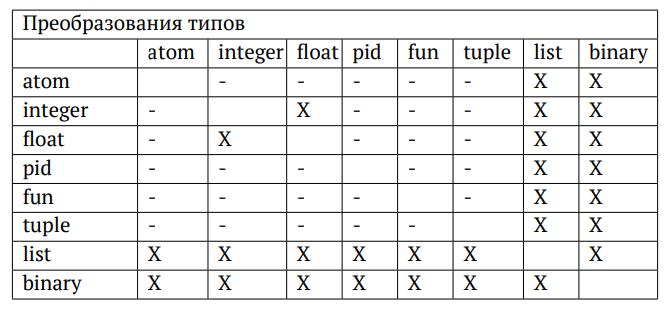 Преобразования типов
atom integer float pid fun tuple list binary
atom - - - - - X X
integer - X - - - X X
float - X - - - X X
pid - - - - - X X
fun - - - - - X X
tuple - - - - - X X
list X X X X X X X
binary X X X X X X X